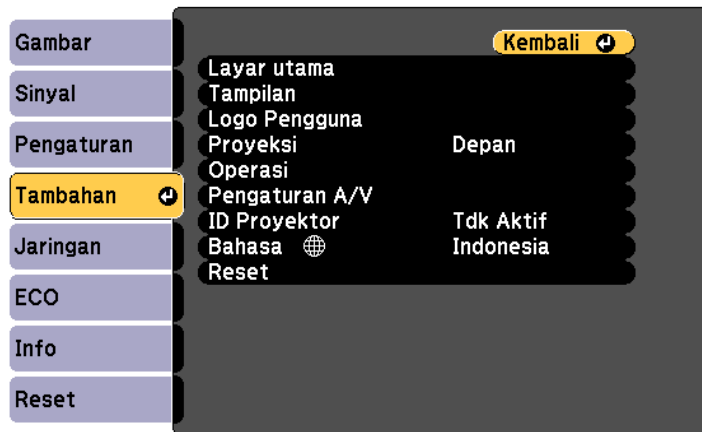 Gambar
Sinyal
Pengaturan
Tambahan
Jaringan
ECO
Info
Reset
Kembali
Layar utama
Tampilan
Logo Pengguna
Proyeksi Depan
Operasi
Pengaturan A/V
ID Proyektor Tdk Aktif
Bahasa Indonesia
Reset